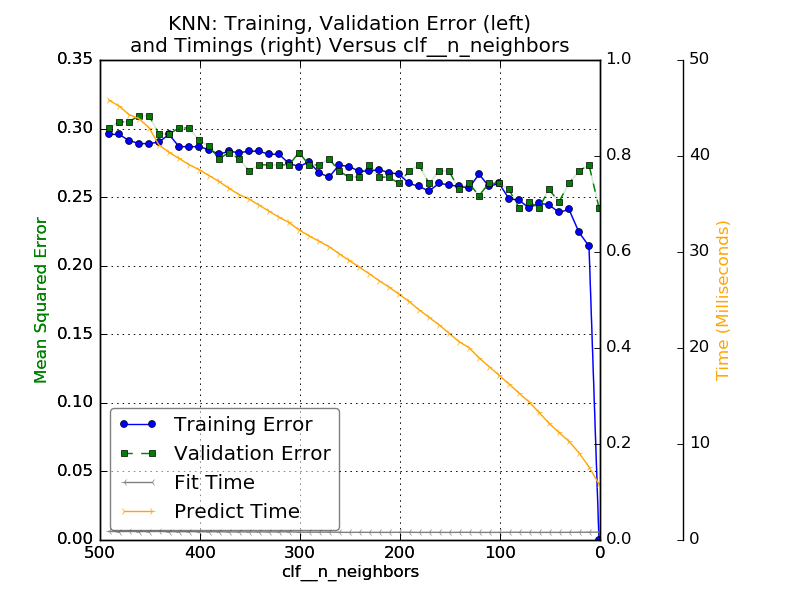 KNN: Training, Validation Error (left)
and Timings (right) Versus clf__n_neighbors
Mean Squared Error
0.35
0.30
0.25
0.20
0.15
0.10
0.05
0.00
1.0
0.8
0.6
0.4
0.2
0.0
50
40
30
20
10
0
Time (Milliseconds)
Training Error
Validation Error
Fit Time
Predict Time
500 400 300 200 100 0
clf__n_neighbors